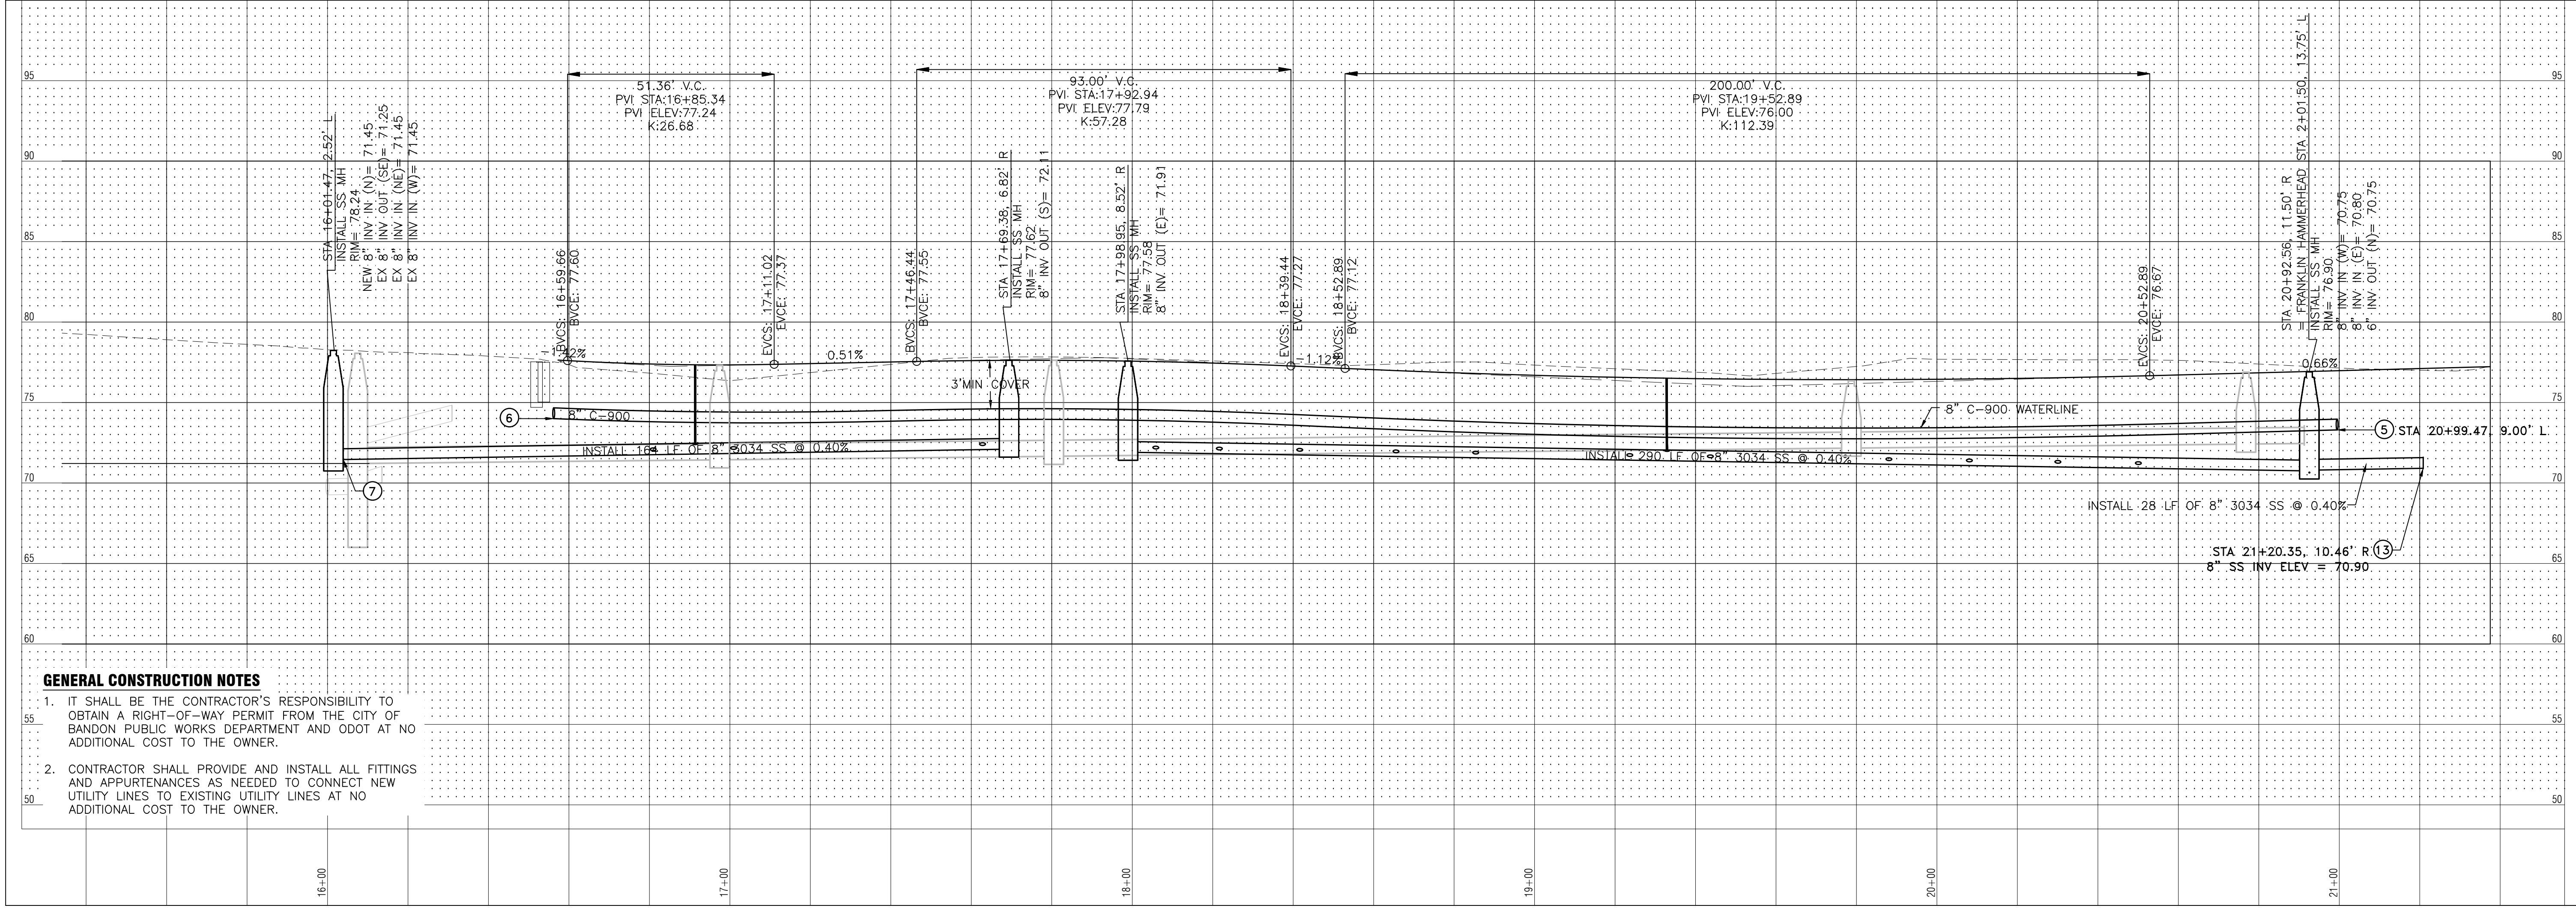 95
90
85
80
75
70
65
60
55
50
STA 16+01.47, 2.52' L
INSTALL SS MH
RIM= 78.24
NEW 8" INV IN (N)= 71.45
EX 8" INV OUT (SE)= 71.25
EX 8" INV IN (NE)= 71.45
EX 8" INV IN (W)= 71.45
51.36' V.C.
PVI STA:16+85.34
PVI ELEV:77.24
K:26.68
BVCS: 16+59.66
BVCE: 77.60
EVCS: 17+11.02
EVCE: 77.37
93.00' V.C.
PVI STA:17+92.94
PVI ELEV:77.79
K:57.28
BVCS: 17+46.44
BVCE: 77.55
STA 17+69.38, 6.82' R
INSTALL SS MH
RIM= 77.62
8" INV OUT (S)= 72.11
STA 17+98.95, 8.52' R
INSTALL SS MH
RIM= 77.58
8" INV OUT (E)= 71.91
EVCS: 18+39.44
EVCE: 77.27
200.00' V.C.
PVI STA:19+52.89
PVI ELEV:76.00
K:112.39
BVCS: 18+52.89
BVCE: 77.12
EVCS: 20+52.89
EVCE: 76.67
STA 20+92.56, 11.50' R
= FRANKLIN HAMMERHEAD STA 2+01.50, 13.75' L
INSTALL SS MH
RIM= 76.90
8" INV IN (W)= 70.75
8" INV IN (E)= 70.80
6" INV OUT (N)= 70.75
-1.42%
0.51%
-1.12%
0.66%
3'MIN COVER
6
8" C-900
8" C-900 WATERLINE
5 STA 20+99.47, 9.00' L
INSTALL 164 LF OF 8" 3034 SS @ 0.40%
INSTALL 290 LF OF 8" 3034 SS @ 0.40%
7
INSTALL 28 LF OF 8" 3034 SS @ 0.40%
STA 21+20.35, 10.46' R 13
8" SS INV ELEV = 70.90
95
90
85
80
75
70
65
60
55
50
GENERAL CONSTRUCTION NOTES
1. IT SHALL BE THE CONTRACTOR'S RESPONSIBILITY TO
OBTAIN A RIGHT-OF-WAY PERMIT FROM THE CITY OF
BANDON PUBLIC WORKS DEPARTMENT AND ODOT AT NO
ADDITIONAL COST TO THE OWNER.
2. CONTRACTOR SHALL PROVIDE AND INSTALL ALL FITTINGS
AND APPURTENANCES AS NEEDED TO CONNECT NEW
UTILITY LINES TO EXISTING UTILITY LINES AT NO
ADDITIONAL COST TO THE OWNER.
16+00
17+00
18+00
19+00
20+00
21+00